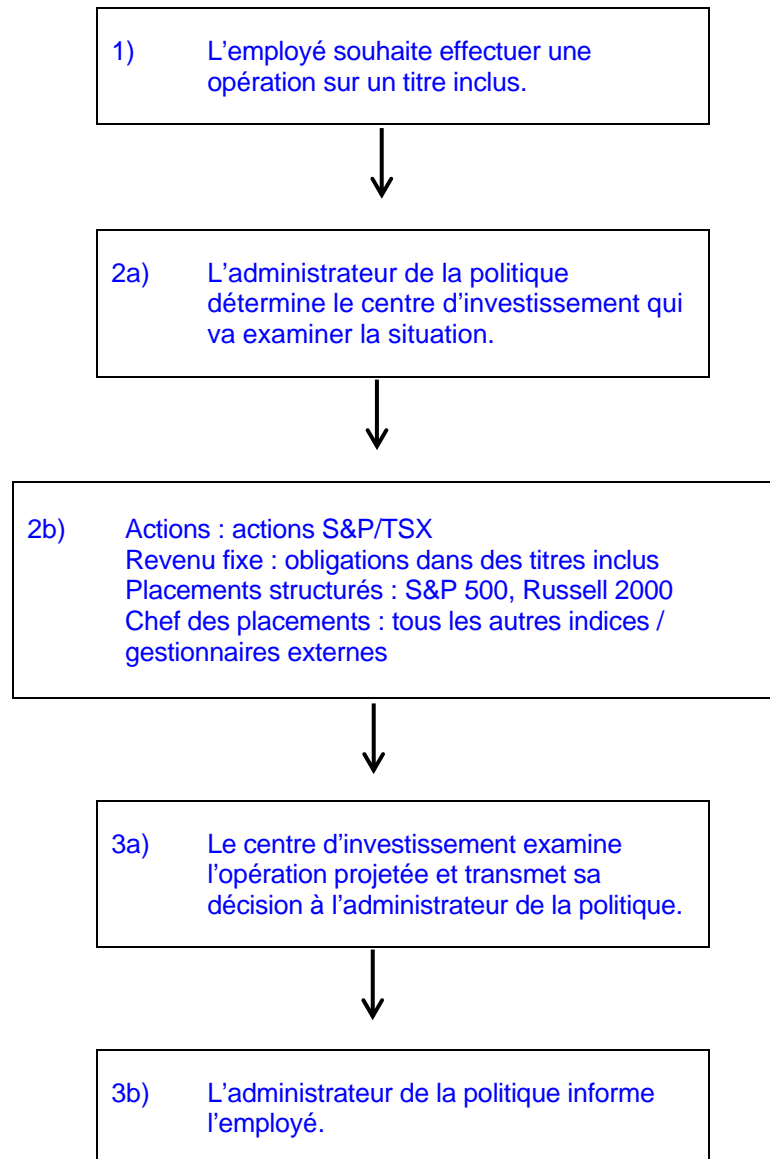 1) L’employé souhaite effectuer une
opération sur un titre inclus.
2a) L’administrateur de la politique
détermine le centre d’investissement qui
va examiner la situation.
2b) Actions : actions S&P/TSX
Revenu fixe : obligations dans des titres inclus
Placements structurés : S&P 500, Russell 2000
Chef des placements : tous les autres indices /
gestionnaires externes
3a) Le centre d’investissement examine
l’opération projetée et transmet sa
décision à l’administrateur de la politique.
3b) L’administrateur de la politique informe
l’employé.